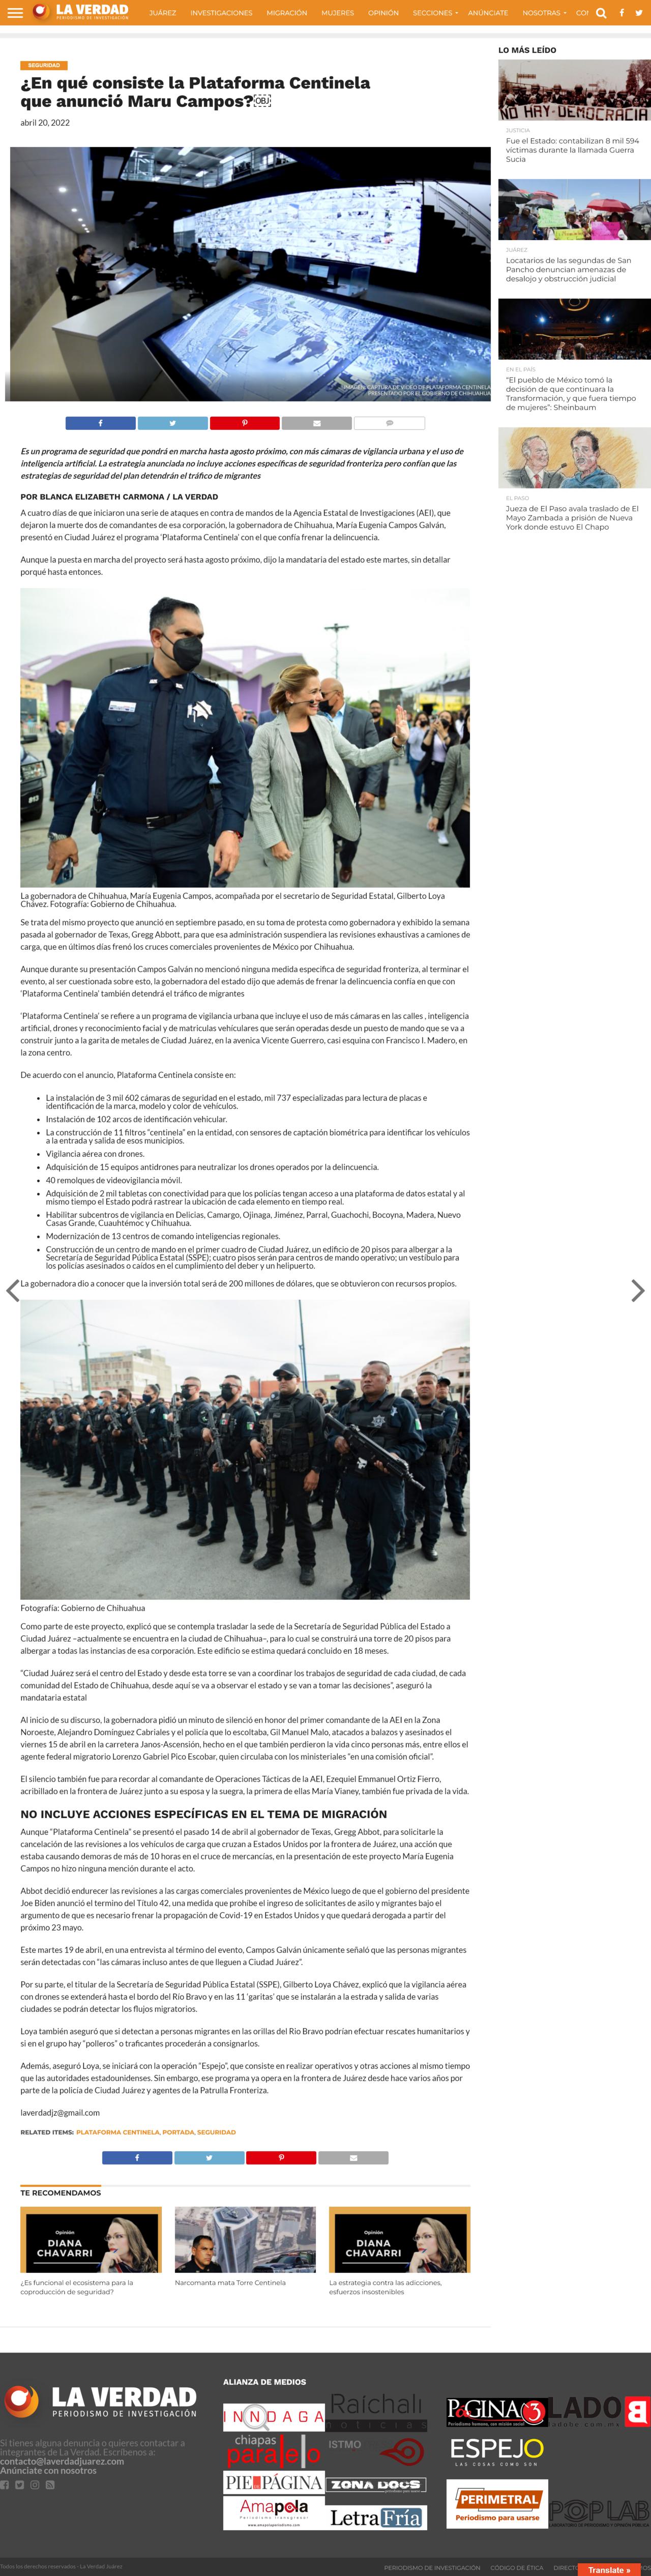 LA VERDAD
PERIODISMO DE INVESTIGACIÓN
JUÁREZ
INVESTIGACIONES
MIGRACIÓN
MUJERES
OPINIÓN
SECCIONES
ANÚNCIATE
NOSOTRAS
SEGURIDAD
¿En qué consiste la Plataforma Centinela
que anunció Maru Campos?
abril 20, 2022
IMAGEN: CAPTURA DE VIDEO DE PLATAFORMA CENTINELA
PRESENTADO POR EL GOBIERNO DE CHIHUAHUA
Es un programa de seguridad que pondrá en marcha hasta agosto próximo, con más cámaras de vigilancia urbana y el uso de
inteligencia artificial. La estrategia anunciada no incluye acciones específicas de seguridad fronteriza pero confían que las
estrategias de seguridad del plan detendrán el tráfico de migrantes
POR BLANCA ELIZABETH CARMONA / LA VERDAD
A cuatro días de que iniciaron una serie de ataques en contra de mandos de la Agencia Estatal de Investigaciones (AEI), que
dejaron la muerte dos de comandantes de esa corporación, la gobernadora de Chihuahua, María Eugenia Campos Galván,
presentó en Ciudad Juárez el programa 'Plataforma Centinela' con el que confía frenar la delincuencia.
Aunque la puesta en marcha del proyecto será hasta agosto próximo, dijo la mandataria del estado este martes, sin detallar
porqué hasta entonces.
La gobernadora de Chihuahua, María Eugenia Campos, acompañada por el secretario de Seguridad Estatal, Gilberto Loya
Chávez. Fotografía: Gobierno de Chihuahua.
Se trata del mismo proyecto que anunció en septiembre pasado, en su toma de protesta como gobernadora y exhibido la semana
pasada al gobernador de Texas, Gregg Abbott, para que esa administración suspendiera las revisiones exhaustivas a camiones de
carga, que en últimos días frenó los cruces comerciales provenientes de México por Chihuahua.
Aunque durante su presentación Campos Galván no mencionó ninguna medida especifica de seguridad fronteriza, al terminar el
evento, al ser cuestionada sobre esto, la gobernadora del estado dijo que además de frenar la delincuencia confía en que con
'Plataforma Centinela' también detendrá el tráfico de migrantes
'Plataforma Centinela' se refiere a un programa de vigilancia urbana que incluye el uso de más cámaras en las calles , inteligencia
artificial, drones y reconocimiento facial y de matrìculas vehículares que serán operadas desde un puesto de mando que se va a
construir junto a la garita de metales de Ciudad Juárez, en la avenica Vicente Guerrero, casi esquina con Francisco I. Madero, en
la zona centro.
De acuerdo con el anuncio, Plataforma Centinela consiste en:
• La instalación de 3 mil 602 cámaras de seguridad en el estado, mil 737 especializadas para lectura de placas e
identificación de la marca, modelo y color de vehículos.
• Instalación de 102 arcos de identificación vehicular.
• La construcción de 11 filtros "centinela" en la entidad, con sensores de captación biométrica para identificar los vehículos
a la entrada y salida de esos municipios.
• Vigilancia aérea con drones.
• Adquisición de 15 equipos antidrones para neutralizar los drones operados por la delincuencia.
• 40 remolques de videovigilancia móvil.
• Adquisición de 2 mil tabletas con conectividad para que los policías tengan acceso a una plataforma de datos estatal y al
mismo tiempo el Estado podrá rastrear la ubicación de cada elemento en tiempo real.
• Habilitar subcentros de vigilancia en Delicias, Camargo, Ojinaga, Jiménez, Parral, Guachochi, Bocoyna, Madera, Nuevo
Casas Grande, Cuauhtémoc y Chihuahua.
• Modernización de 13 centros de comando inteligencias regionales.
• Construcción de un centro de mando en el primer cuadro de Ciudad Juárez, un edificio de 20 pisos para albergar a la
Secretaría de Seguridad Pública Estatal (SSPE); cuatro pisos serán para centros de mando operativo; un vestíbulo para
los policías asesinados o caídos en el cumplimiento del deber y un helipuerto.
La gobernadora dio a conocer que la inversión total será de 200 millones de dólares, que se obtuvieron con recursos propios.
Fotografía: Gobierno de Chihuahua
Como parte de este proyecto, explicó que se contempla trasladar la sede de la Secretaría de Seguridad Pública del Estado a
Ciudad Juárez –actualmente se encuentra en la ciudad de Chihuahua–, para lo cual se construirá una torre de 20 pisos para
albergar a todas las instancias de esa corporación. Este edificio se estima quedará concluido en 18 meses.
"Ciudad Juárez será el centro del Estado y desde esta torre se van a coordinar los trabajos de seguridad de cada ciudad, de cada
comunidad del Estado de Chihuahua, desde aquí se va a observar el estado y se van a tomar las decisiones", aseguró la
mandataria estatal
Al inicio de su discurso, la gobernadora pidió un minuto de silenció en honor del primer comandante de la AEI en la Zona
Noroeste, Alejandro Domínguez Cabriales y el policía que lo escoltaba, Gil Manuel Malo, atacados a balazos y asesinados el
viernes 15 de abril en la carretera Janos-Ascensión, hecho en el que también perdieron la vida cinco personas más, entre ellos el
agente federal migratorio Lorenzo Gabriel Pico Escobar, quien circulaba con los ministeriales "en una comisión oficial".
El silencio también fue para recordar al comandante de Operaciones Tácticas de la AEI, Ezequiel Emmanuel Ortiz Fierro,
acribillado en la frontera de Juárez junto a su esposa y la suegra, la primera de ellas María Vianey, también fue privada de la vida.
NO INCLUYE ACCIONES ESPECÍFICAS EN EL TEMA DE MIGRACIÓN
Aunque "Plataforma Centinela" se presentó el pasado 14 de abril al gobernador de Texas, Gregg Abbot, para solicitarle la
cancelación de las revisiones a los vehículos de carga que cruzan a Estados Unidos por la frontera de Juárez, una acción que
estaba causando demoras de más de 10 horas en el cruce de mercancías, en la presentación de este proyecto María Eugenia
Campos no hizo ninguna mención durante el acto.
Abbot decidió endurecer las revisiones a las cargas comerciales provenientes de México luego de que el gobierno del presidente
Joe Biden anunció el termino del Título 42, una medida que prohíbe el ingreso de solicitantes de asilo y migrantes bajo el
argumento de que es necesario frenar la propagación de Covid-19 en Estados Unidos y que quedará derogada a partir del
próximo 23 mayo.
Este martes 19 de abril, en una entrevista al término del evento, Campos Galván únicamente señaló que las personas migrantes
serán detectadas con "las cámaras incluso antes de que lleguen a Ciudad Juárez".
Por su parte, el titular de la Secretaría de Seguridad Pública Estatal (SSPE), Gilberto Loya Chávez, explicó que la vigilancia aérea
con drones se extenderá hasta el bordo del Río Bravo y en las 11 'garitas' que se instalarán a la estrada y salida de varias
ciudades se podrán detectar los flujos migratorios.
Loya también aseguró que si detectan a personas migrantes en las orillas del Rio Bravo podrían efectuar rescates humanitarios y
si en el grupo hay "polleros" o traficantes procederán a consignarlos.
Además, aseguró Loya, se iniciará con la operación "Espejo", que consiste en realizar operativos y otras acciones al mismo tiempo
que las autoridades estadounidenses. Sin embargo, ese programa ya opera en la frontera de Juárez desde hace varios años por
parte de la policía de Ciudad Juárez y agentes de la Patrulla Fronteriza.
laverdadjz@gmail.com
RELATED ITEMS: PLATAFORMA CENTINELA, PORTADA, SEGURIDAD
TE RECOMENDAMOS
Opinión
DIANA
CHAVARRI
¿Es funcional el ecosistema para la
coproducción de seguridad?
Narcomanta mata Torre Centinela
Opinión
DIANA
CHAVARRI
La estrategia contra las adicciones,
esfuerzos insostenibles
LO MÁS LEÍDO
NO HAY DEMOCRACIA
JUSTICIA
Fue el Estado: contabilizan 8 mil 594
víctimas durante la llamada Guerra
Sucia
JUÁREZ
Locatarios de las segundas de San
Pancho denuncian amenazas de
desalojo y obstrucción judicial
EN EL PAÍS
"El pueblo de México tomó la
decisión de que continuara la
Transformación, y que fuera tiempo
de mujeres": Sheinbaum
EL PASO
Jueza de El Paso avala traslado de El
Mayo Zambada a prisión de Nueva
York donde estuvo El Chapo
LA VERDAD
PERIODISMO DE INVESTIGACIÓN
Si tienes alguna denuncia o quieres contactar a
integrantes de La Verdad. Escríbenos a:
contacto@laverdadjuarez.com
Anúnciate con nosotros
ALIANZA DE MEDIOS
INNDAGA
Raichali
noticias
PáGINA 3
Periodismo humano, con misión social
LADO B
chiapas
paralelo
ISTMO
ESPEJO
LAS COSAS COMO SON
PIE DE PÁGINA
ZONA DOCS
PERIMETRAL
Periodismo para usarse
Amapola
Periodismo transgresor
www.amapolaperiodismo.com
LetraFría
POPLAB
Todos los derechos reservados - La Verdad Juárez
PERIODISMO DE INVESTIGACIÓN
CÓDIGO DE ÉTICA
Translate »